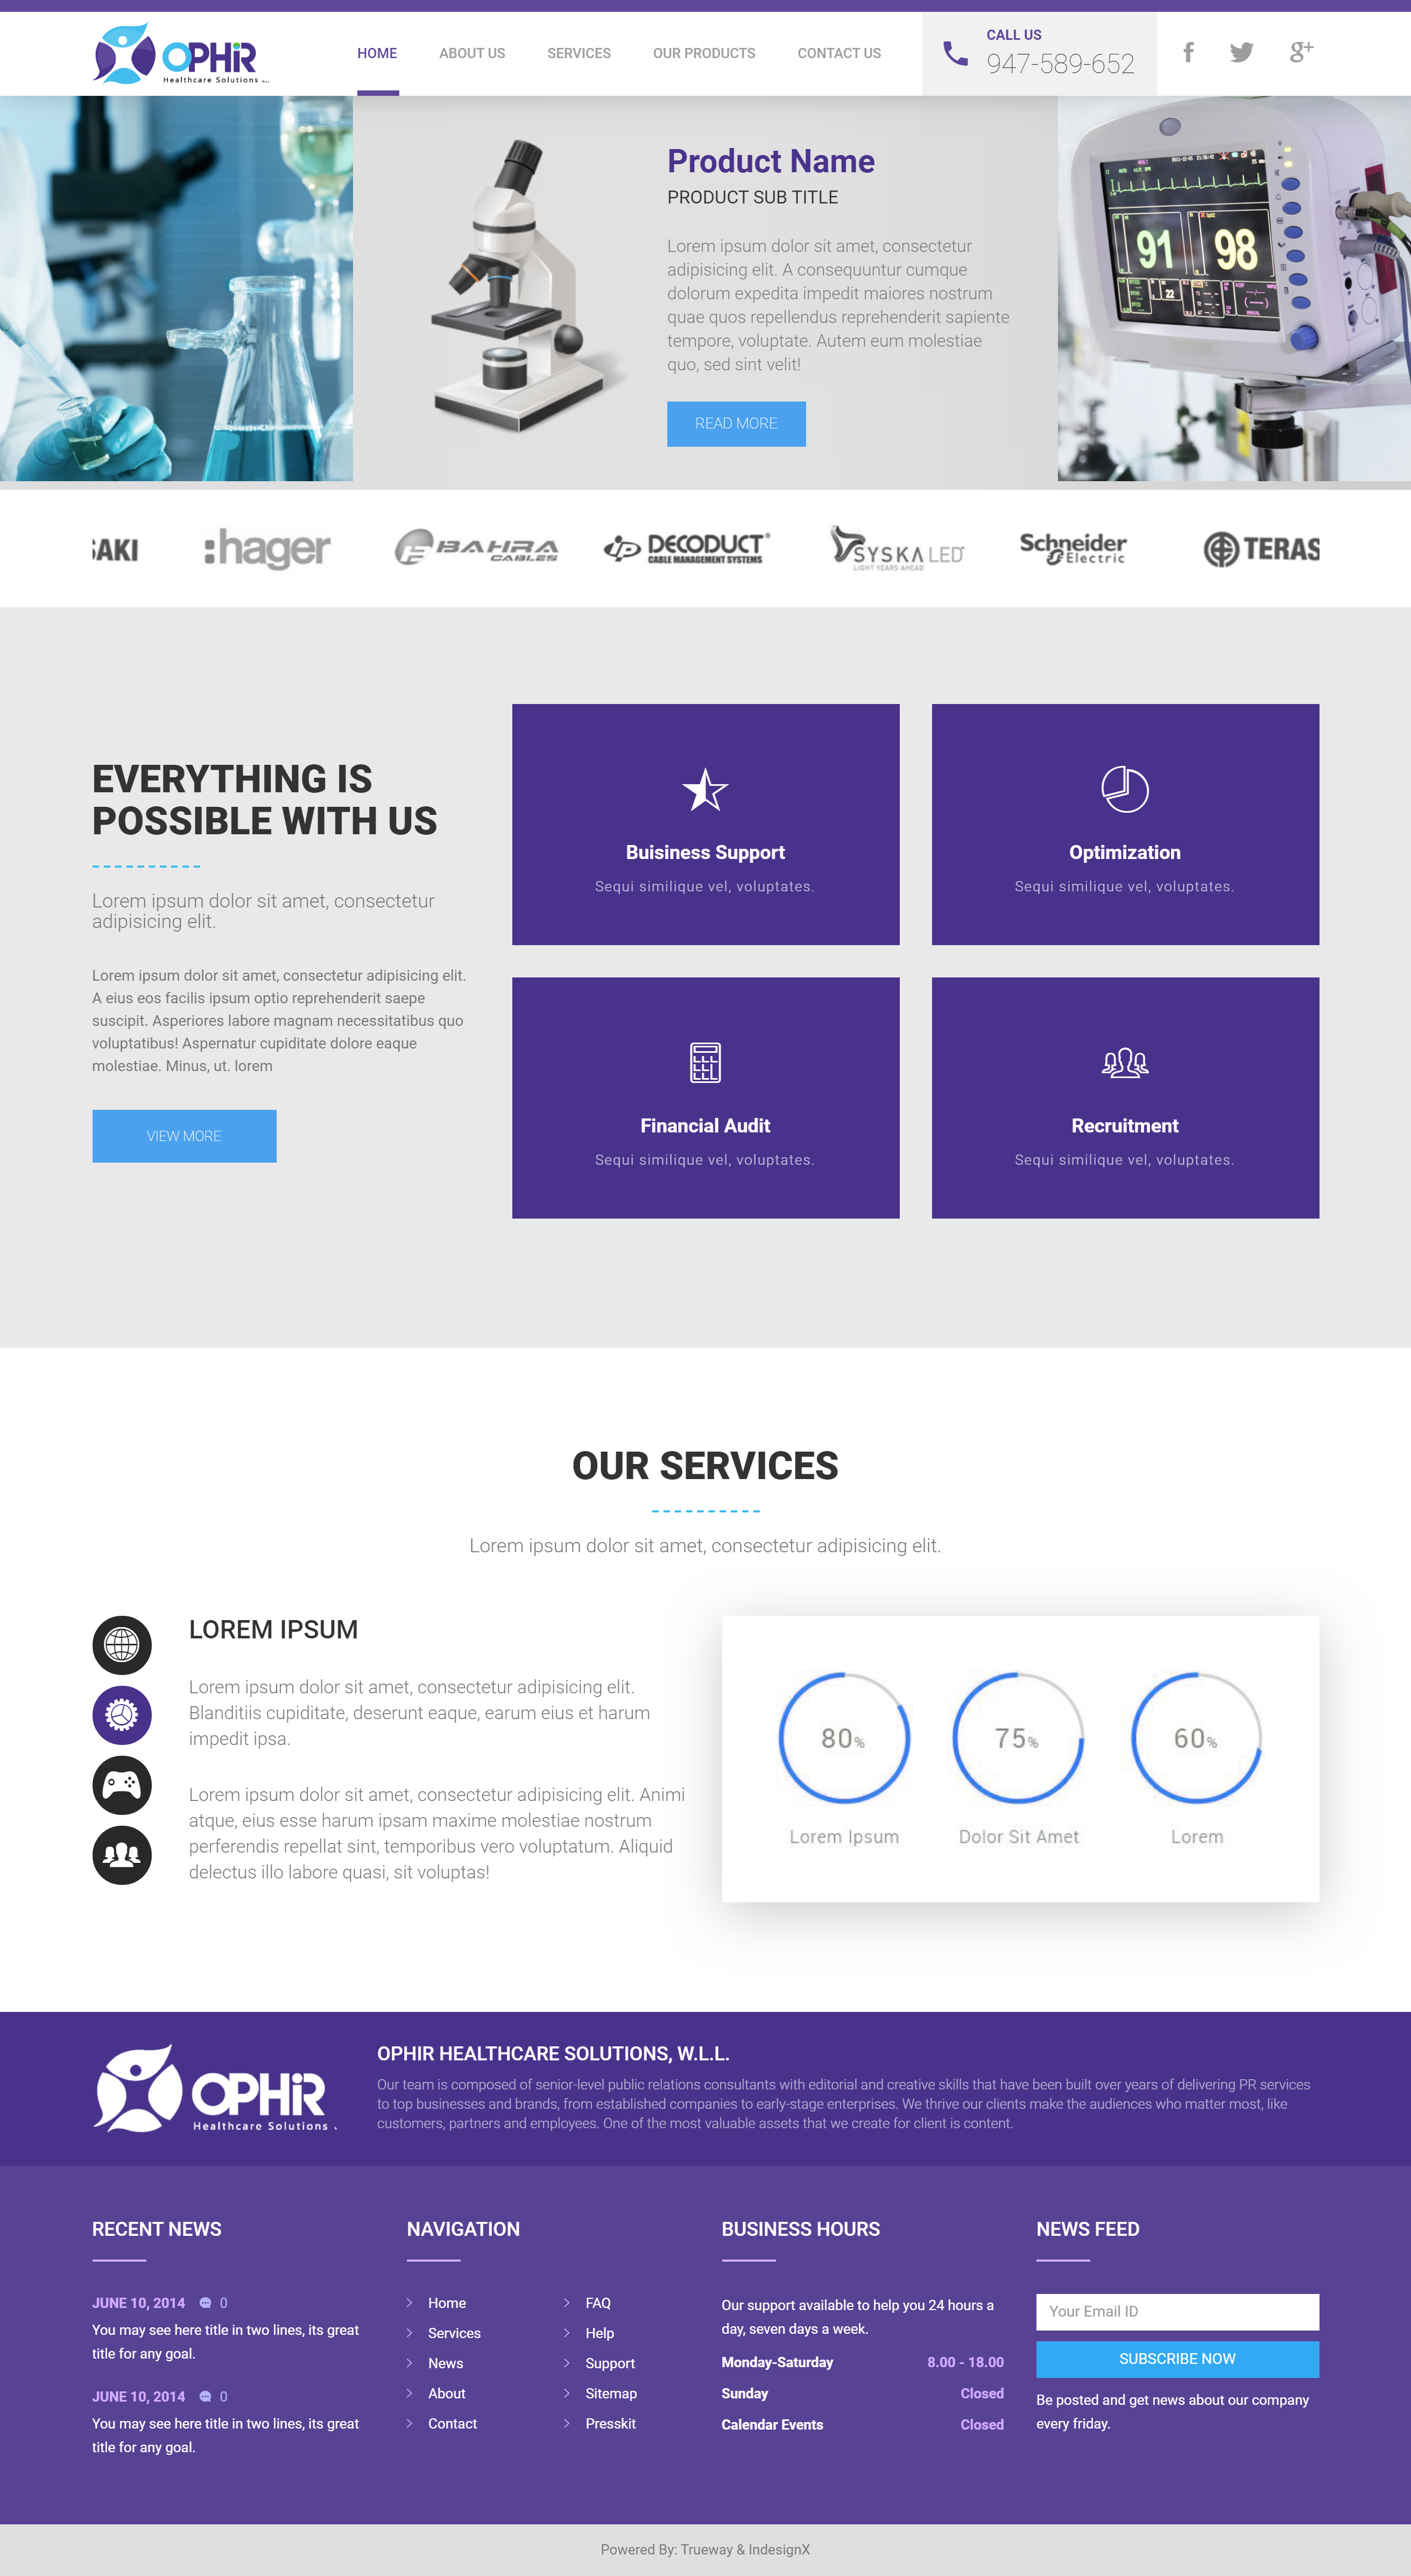 OPHIR
Healthcare Solutions
HOME
ABOUT US
SERVICES
OUR PRODUCTS
CONTACT US
CALL US
947-589-652
Product Name
PRODUCT SUB TITLE
Lorem ipsum dolor sit amet, consectetur
adipisicing elit. A consequuntur cumque
dolorum expedita impedit maiores nostrum
quae quos repellendus reprehenderit sapiente
tempore, voluptate. Autem eum molestiae
quo, sed sint velit!
READ MORE
91
98
22
SAKI
:hager
BAHRA
CABLES
DECODUCT
CABLE MANAGEMENT SYSTEMS
SYSKA LED
LIGHT YEARS AHEAD
Schneider
Electric
TERAS
EVERYTHING IS
POSSIBLE WITH US
Lorem ipsum dolor sit amet, consectetur
adipisicing elit.
Lorem ipsum dolor sit amet, consectetur adipisicing elit.
A eius eos facilis ipsum optio reprehenderit saepe
suscipit. Asperiores labore magnam necessitatibus quo
voluptatibus! Aspernatur cupiditate dolore eaque
molestiae. Minus, ut. lorem
VIEW MORE
Buisiness Support
Sequi similique vel, voluptates.
Optimization
Sequi similique vel, voluptates.
Financial Audit
Sequi similique vel, voluptates.
Recruitment
Sequi similique vel, voluptates.
OUR SERVICES
Lorem ipsum dolor sit amet, consectetur adipisicing elit.
LOREM IPSUM
Lorem ipsum dolor sit amet, consectetur adipisicing elit.
Blanditiis cupiditate, deserunt eaque, earum eius et harum
impedit ipsa.
Lorem ipsum dolor sit amet, consectetur adipisicing elit. Animi
atque, eius esse harum ipsam maxime molestiae nostrum
perferendis repellat sint, temporibus vero voluptatum. Aliquid
delectus illo labore quasi, sit voluptas!
80%
Lorem Ipsum
75%
Dolor Sit Amet
60%
Lorem
OPHIR
Healthcare Solutions
OPHIR HEALTHCARE SOLUTIONS, W.L.L.
Our team is composed of senior-level public relations consultants with editorial and creative skills that have been built over years of delivering PR services
to top businesses and brands, from established companies to early-stage enterprises. We thrive our clients make the audiences who matter most, like
customers, partners and employees. One of the most valuable assets that we create for client is content.
RECENT NEWS
JUNE 10, 2014 0
You may see here title in two lines, its great
title for any goal.
JUNE 10, 2014 0
You may see here title in two lines, its great
title for any goal.
NAVIGATION
Home
Services
News
About
Contact
FAQ
Help
Support
Sitemap
Presskit
BUSINESS HOURS
Our support available to help you 24 hours a
day, seven days a week.
Monday-Saturday 8.00 - 18.00
Sunday Closed
Calendar Events Closed
NEWS FEED
Your Email ID
SUBSCRIBE NOW
Be posted and get news about our company
every friday.
Powered By: Trueway & IndesignX